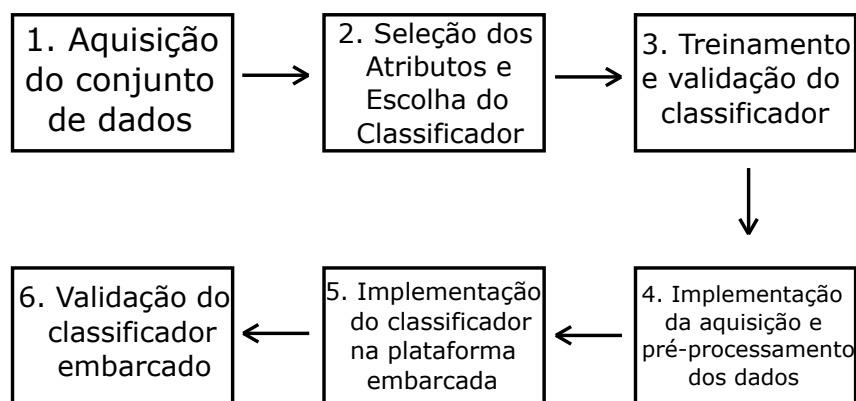 1. Aquisição
do conjunto
de dados
2. Seleção dos
Atributos e
Escolha do
Classificador
3. Treinamento
e validação do
classificador
4. Implementação
da aquisição e
pré-processamento
dos dados
5. Implementação
do classificador
na plataforma
embarcada
6. Validação do
classificador
embarcado